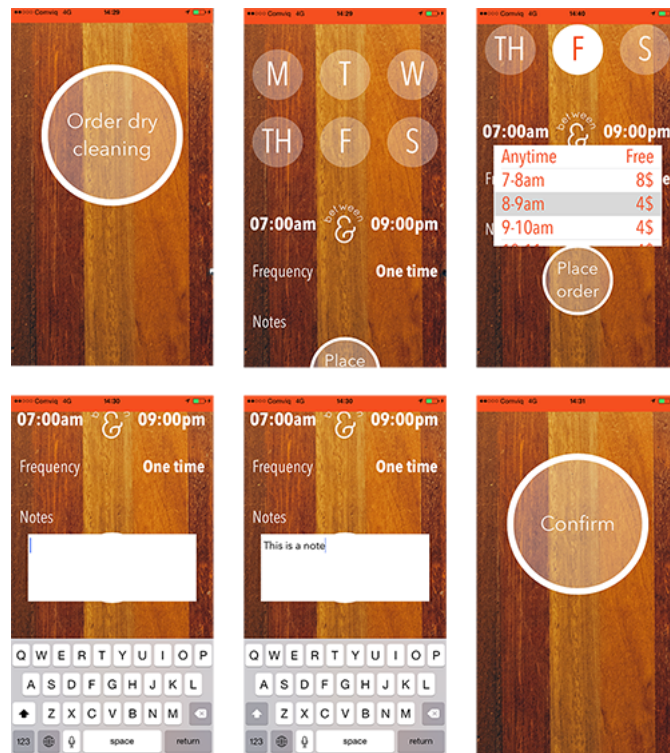 Comviq 4G 14:29
Order dry
cleaning
Comviq 4G 14:29
M T W
TH F S
between
07:00am & 09:00pm
Frequency One time
Notes
Place
Comviq 4G 14:40
TH F S
between
07:00am & 09:00pm
Anytime Free
7-8am 8$
8-9am 4$
9-10am 4$
Place
order
Comviq 4G 14:30
07:00am & 09:00pm
Frequency One time
Notes
Q W E R T Y U I O P
A S D F G H J K L
Z X C V B N M
123 space return
Comviq 4G 14:30
07:00am & 09:00pm
Frequency One time
Notes
This is a note
Q W E R T Y U I O P
A S D F G H J K L
Z X C V B N M
123 space return
Comviq 4G 14:31
Confirm